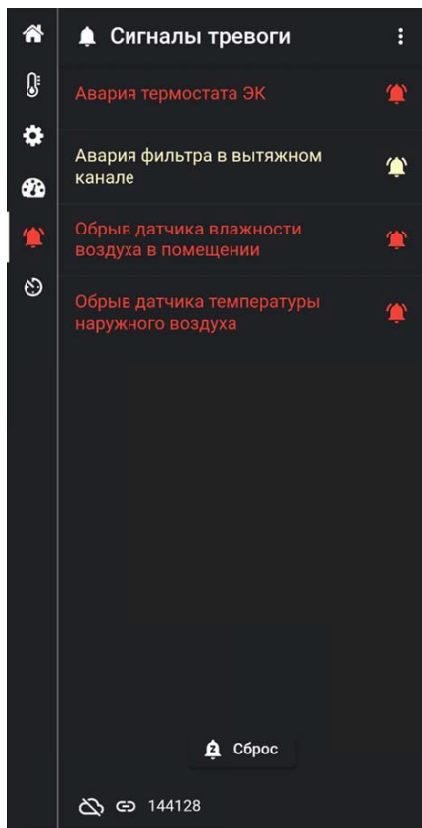 Сигналы тревоги
Авария термостата ЭК
Авария фильтра в вытяжном
канале
Обрыв датчика влажности
воздуха в помещении
Обрыв датчика температуры
наружного воздуха
Сброс
144128